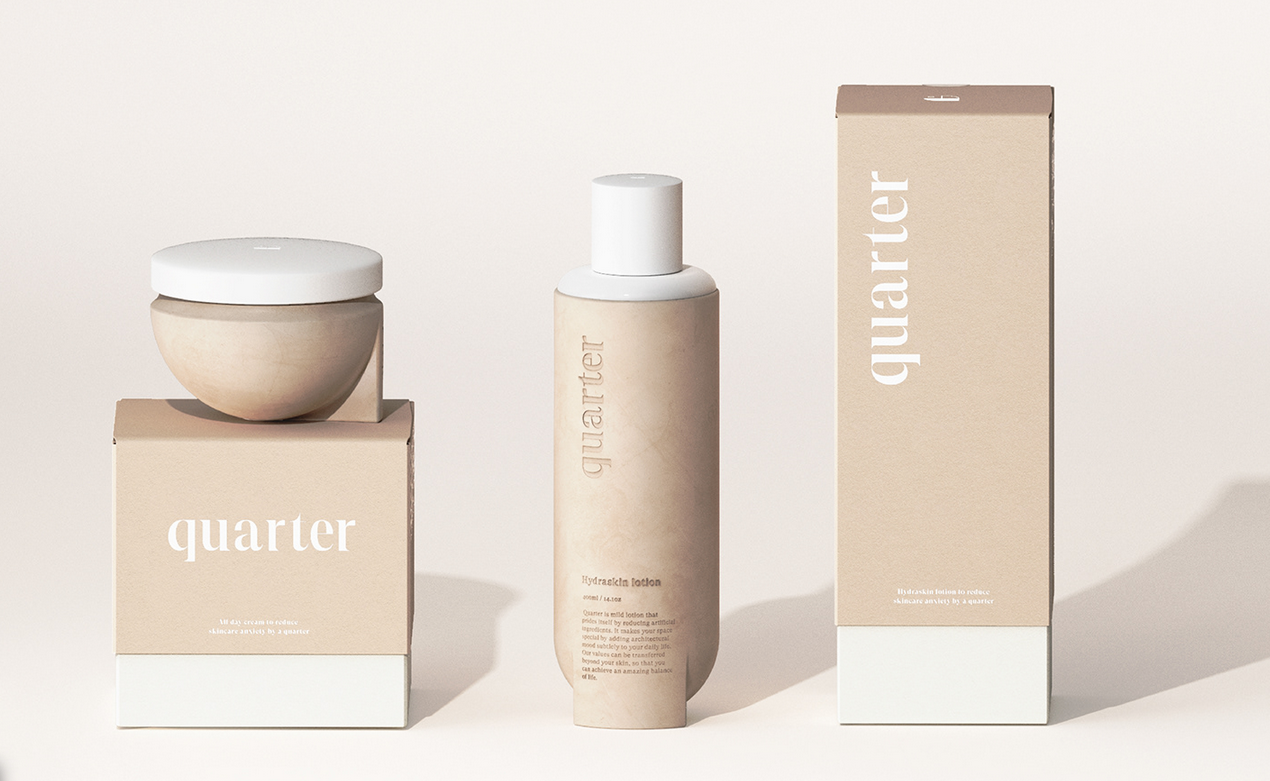 quarter
All day cream to reduce
skincare anxiety by a quarter
quarter
Hydraskin lotion
400ml / 14.1oz
Quarter is mild lotion that
prides itself by reducing artificial
ingredients. It makes your space
special by adding architectural
mood subtlely to your daily life.
Our values can be transferred
beyond your skin, so that you
can achieve an amazing balance
of life.
quarter
Hydraskin lotion to reduce
skincare anxiety by a quarter